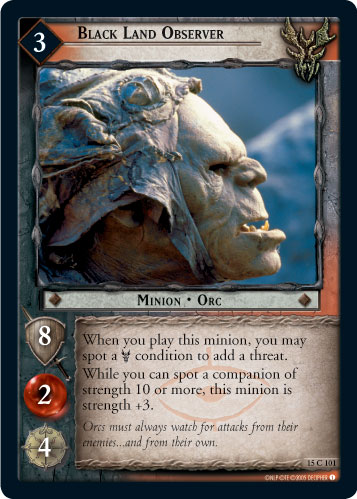 3
Black Land Observer
Minion • Orc
8
When you play this minion, you may
spot a condition to add a threat.
While you can spot a companion of
2
strength 10 or more, this minion is
strength +3.
4
Orcs must always watch for attacks from their
enemies...and from their own.
15 C 101